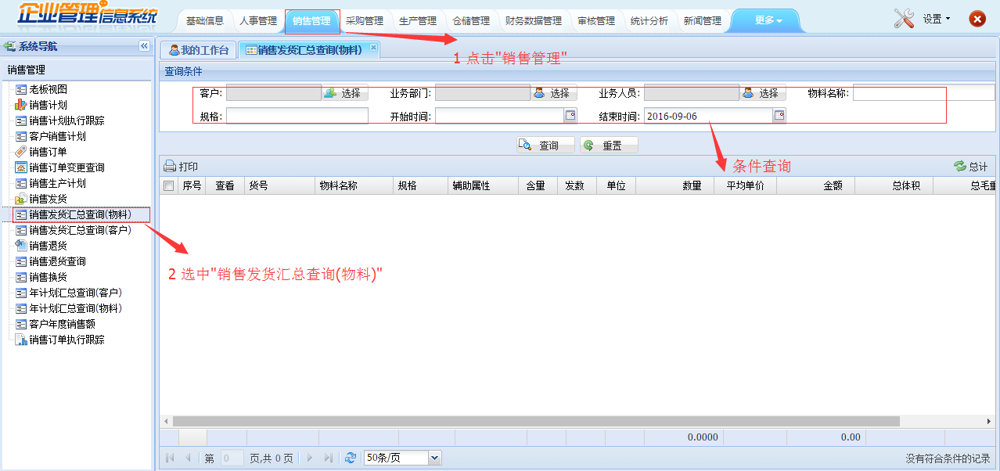 企业管理信息系统
基础信息 人事管理 销售管理 采购管理 生产管理 仓储管理 财务数据管理 审核管理 统计分析 新闻管理 更多 设置
系统导航
销售管理
老板视图
销售计划
销售计划执行跟踪
客户销售计划
销售订单
销售订单变更查询
销售生产计划
销售发货
销售发货汇总查询(物料)
销售发货汇总查询(客户)
销售退货
销售退货查询
销售换货
年计划汇总查询(客户)
年计划汇总查询(物料)
客户年度销售额
销售订单执行跟踪
我的工作台 销售发货汇总查询(物料)
1 点击"销售管理"
查询条件
客户: 选择 业务部门: 选择 业务人员: 选择 物料名称:
规格: 开始时间: 结束时间: 2016-09-06
查询 重置
条件查询
打印 总计
序号 查看 货号 物料名称 规格 辅助属性 含量 发数 单位 数量 平均单价 金额 总体积 总毛重
2 选中"销售发货汇总查询(物料)"
0.0000 0.00
第 0 页,共 0 页 50条/页 没有符合条件的记录